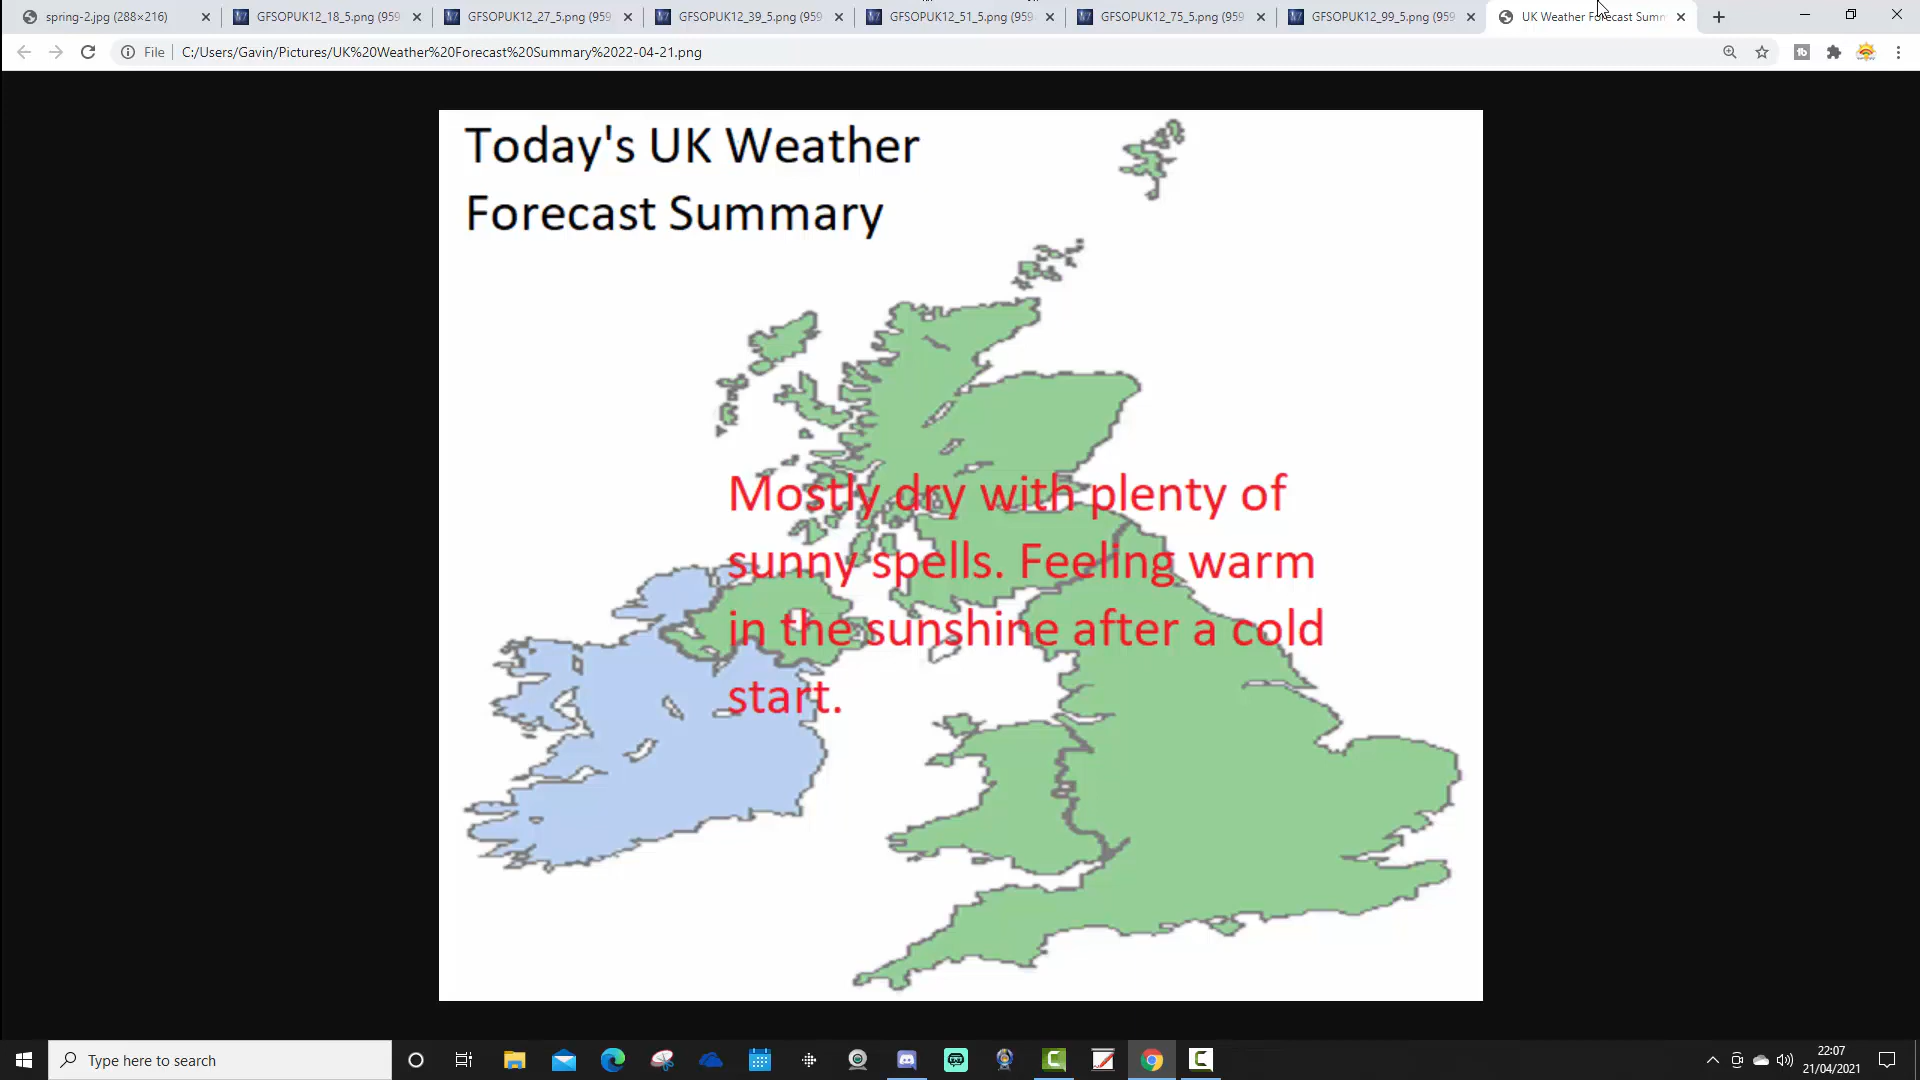 spring-2.jpg (288×216)
GFSOPUK12_18_5.png (959
GFSOPUK12_27_5.png (959
GFSOPUK12_39_5.png (959
GFSOPUK12_51_5.png (959
GFSOPUK12_75_5.png (959
GFSOPUK12_99_5.png (959
UK Weather Forecast Summ
File
C:/Users/Gavin/Pictures/UK%20Weather%20Forecast%20Summary%2022-04-21.png
Today's UK Weather
Forecast Summary
Mostly dry with plenty of
sunny spells. Feeling warm
in the sunshine after a cold
start.
Type here to search
22:07
21/04/2021